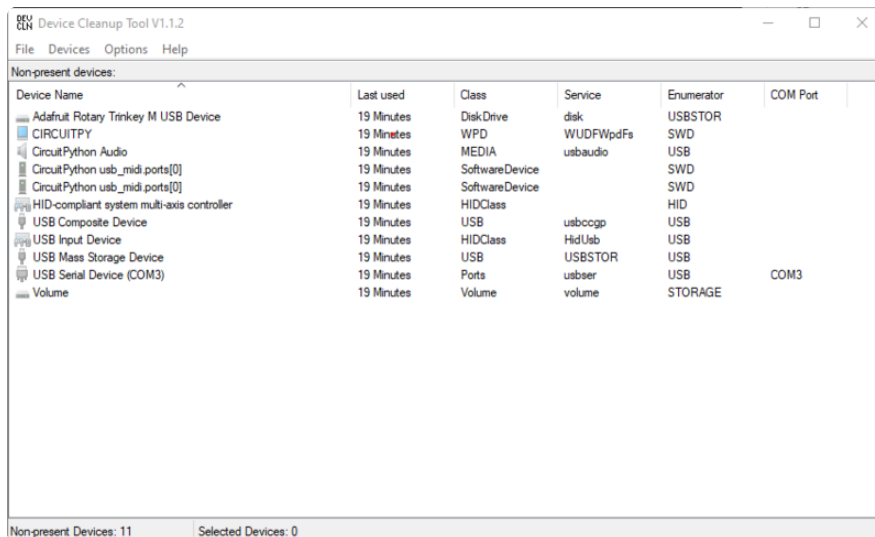 DEV CLN Device Cleanup Tool V1.1.2
File Devices Options Help
Non-present devices:
Device Name Last used Class Service Enumerator COM Port
Adafruit Rotary Trinkey M USB Device 19 Minutes DiskDrive disk USBSTOR
CIRCUITPY 19 Minutes WPD WUDFWpdFs SWD
CircuitPython Audio 19 Minutes MEDIA usbaudio USB
CircuitPython usb_midi.ports[0] 19 Minutes SoftwareDevice SWD
CircuitPython usb_midi.ports[0] 19 Minutes SoftwareDevice SWD
HID-compliant system multi-axis controller 19 Minutes HIDClass HID
USB Composite Device 19 Minutes USB usbccgp USB
USB Input Device 19 Minutes HIDClass HidUsb USB
USB Mass Storage Device 19 Minutes USB USBSTOR USB
USB Serial Device (COM3) 19 Minutes Ports usbser USB COM3
Volume 19 Minutes Volume volume STORAGE
Non-present Devices: 11 Selected Devices: 0